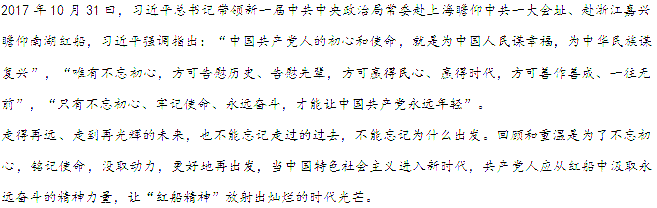 2017 年 10 月 31 日，习近平总书记带领新一届中共中央政治局常委赴上海瞻仰中共一大会址、赴浙江嘉兴
瞻仰南湖红船，习近平强调指出：“中国共产党人的初心和使命，就是为中国人民谋幸福，为中华民族谋
复兴”，“唯有不忘初心，方可告慰历史、告慰先辈，方可赢得民心、赢得时代，方可善作善成、一往无
前”，“只有不忘初心、牢记使命、永远奋斗，才能让中国共产党永远年轻”。
走得再远、走到再光辉的未来，也不能忘记走过的过去，不能忘记为什么出发。回顾和重温是为了不忘初
心，铭记使命，汲取动力，更好地再出发，当中国特色社会主义进入新时代，共产党人应从红船中汲取永
远奋斗的精神力量，让“红船精神”放射出灿烂的时代光芒。